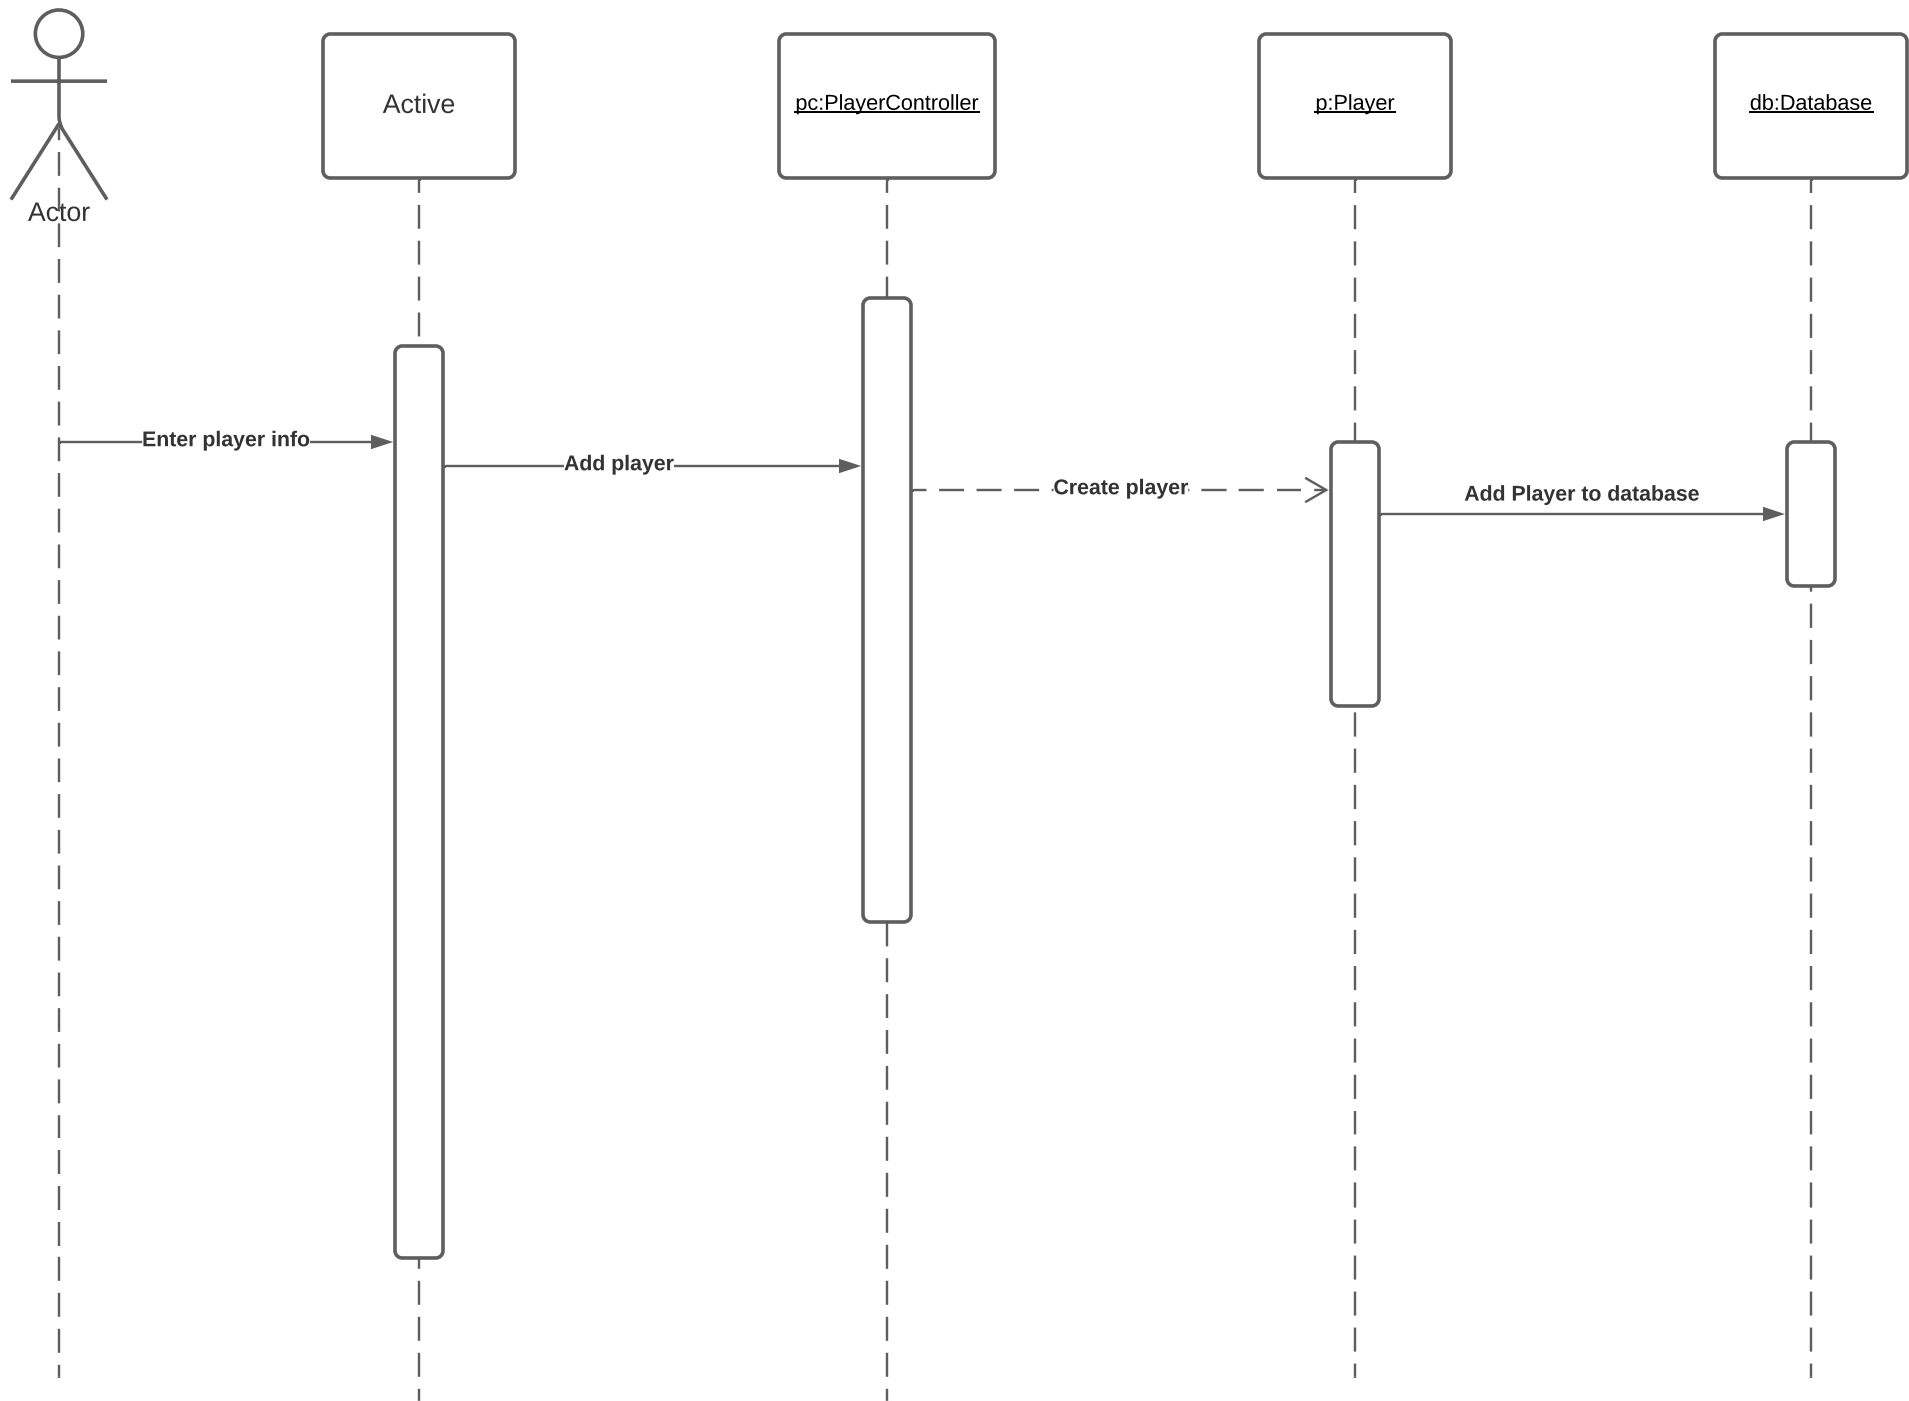 Actor
Active
pc:PlayerController
p:Player
db:Database
Enter player info
Add player
Create player
Add Player to database